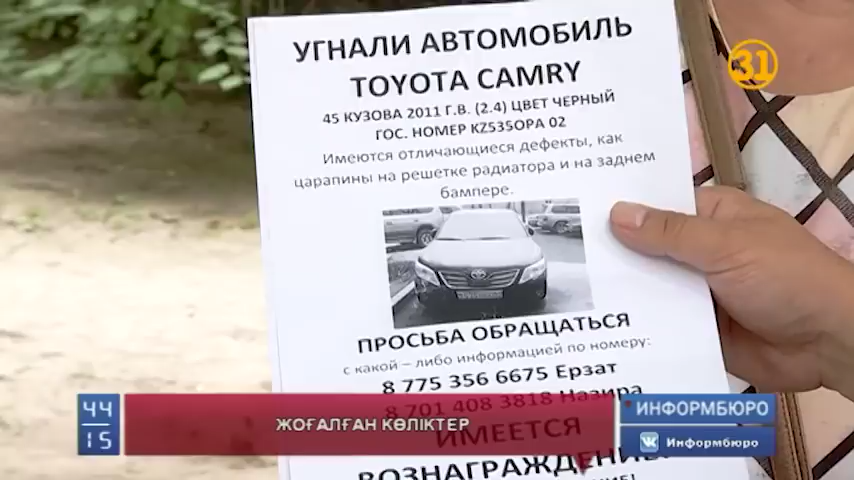 УГНАЛИ АВТОМОБИЛЬ
TOYOTA CAMRY
45 КУЗОВА 2011 Г.В. (2.4) ЦВЕТ ЧЕРНЫЙ
ГОС. НОМЕР KZ535OPA 02
Имеются отличающиеся дефекты, как
царапины на решетке радиатора и на заднем
бампере.
ПРОСЬБА ОБРАЩАТЬСЯ
с какой – либо информацией по номеру:
8 775 356 6675 Ерзат
8 701 408 3818 Назира
ИМЕЕТСЯ
ВОЗНАГРАЖДЕНИЕ
31
44
15
ЖОҒАЛҒАН КӨЛІКТЕР
ИНФОРМБЮРО
Информбюро